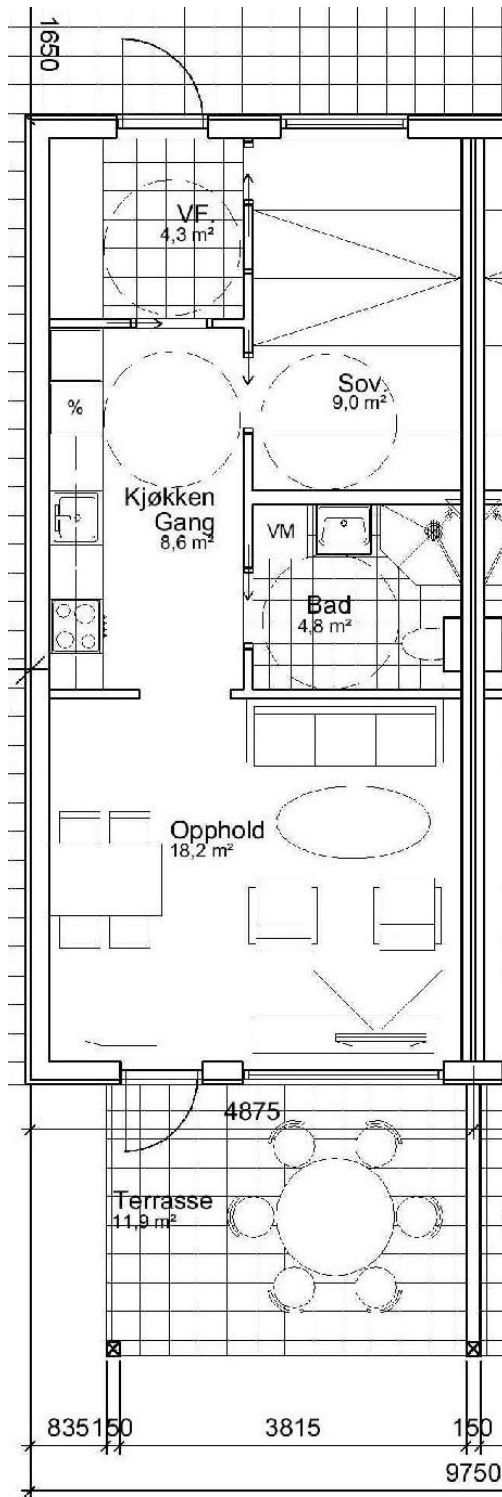 1650
VF.
4,3 m²
Sov.
9,0 m²
%
Kjøkken
Gang
8,6 m²
VM
Bad
4,8 m²
Opphold
18,2 m²
4875
Terrasse
11,9 m²
835 150 3815 150
9750